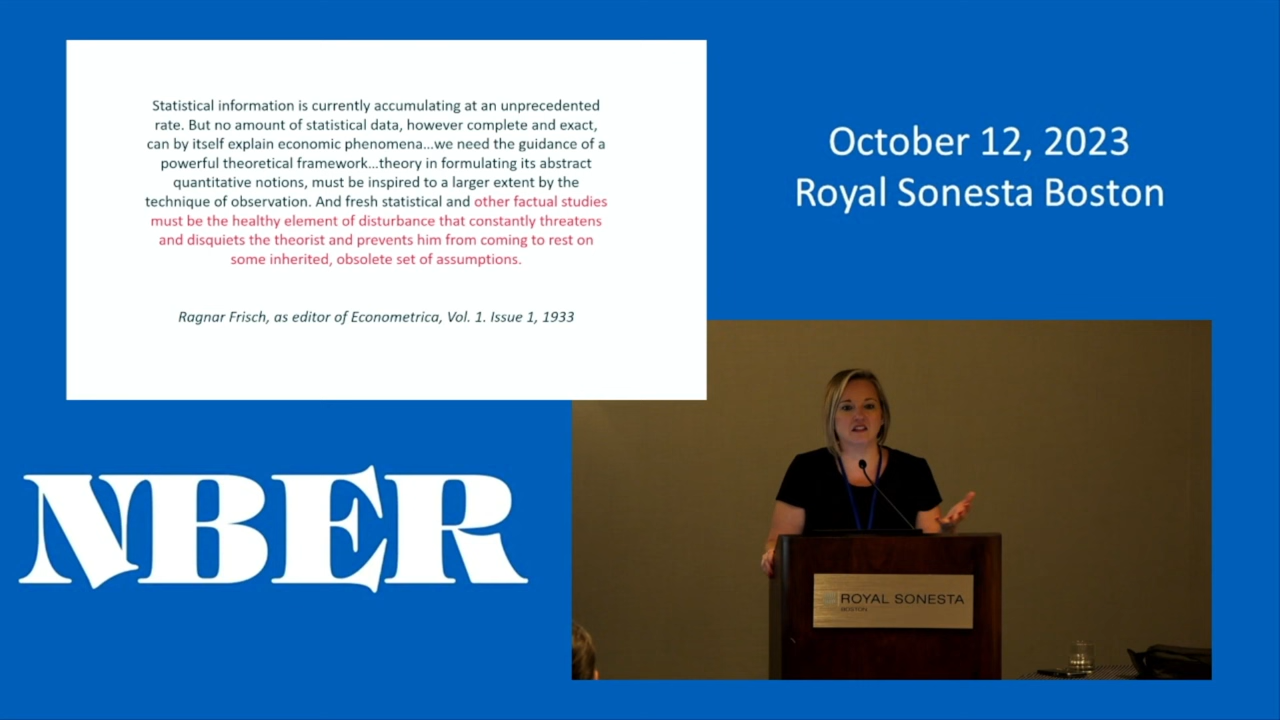 Statistical information is currently accumulating at an unprecedented
rate. But no amount of statistical data, however complete and exact,
can by itself explain economic phenomena...we need the guidance of a
powerful theoretical framework...theory in formulating its abstract
quantitative notions, must be inspired to a larger extent by the
technique of observation. And fresh statistical and other factual studies
must be the healthy element of disturbance that constantly threatens
and disquiets the theorist and prevents him from coming to rest on
some inherited, obsolete set of assumptions.
Ragnar Frisch, as editor of Econometrica, Vol. 1. Issue 1, 1933
October 12, 2023
Royal Sonesta Boston
NBER
ROYAL SONESTA
BOSTON